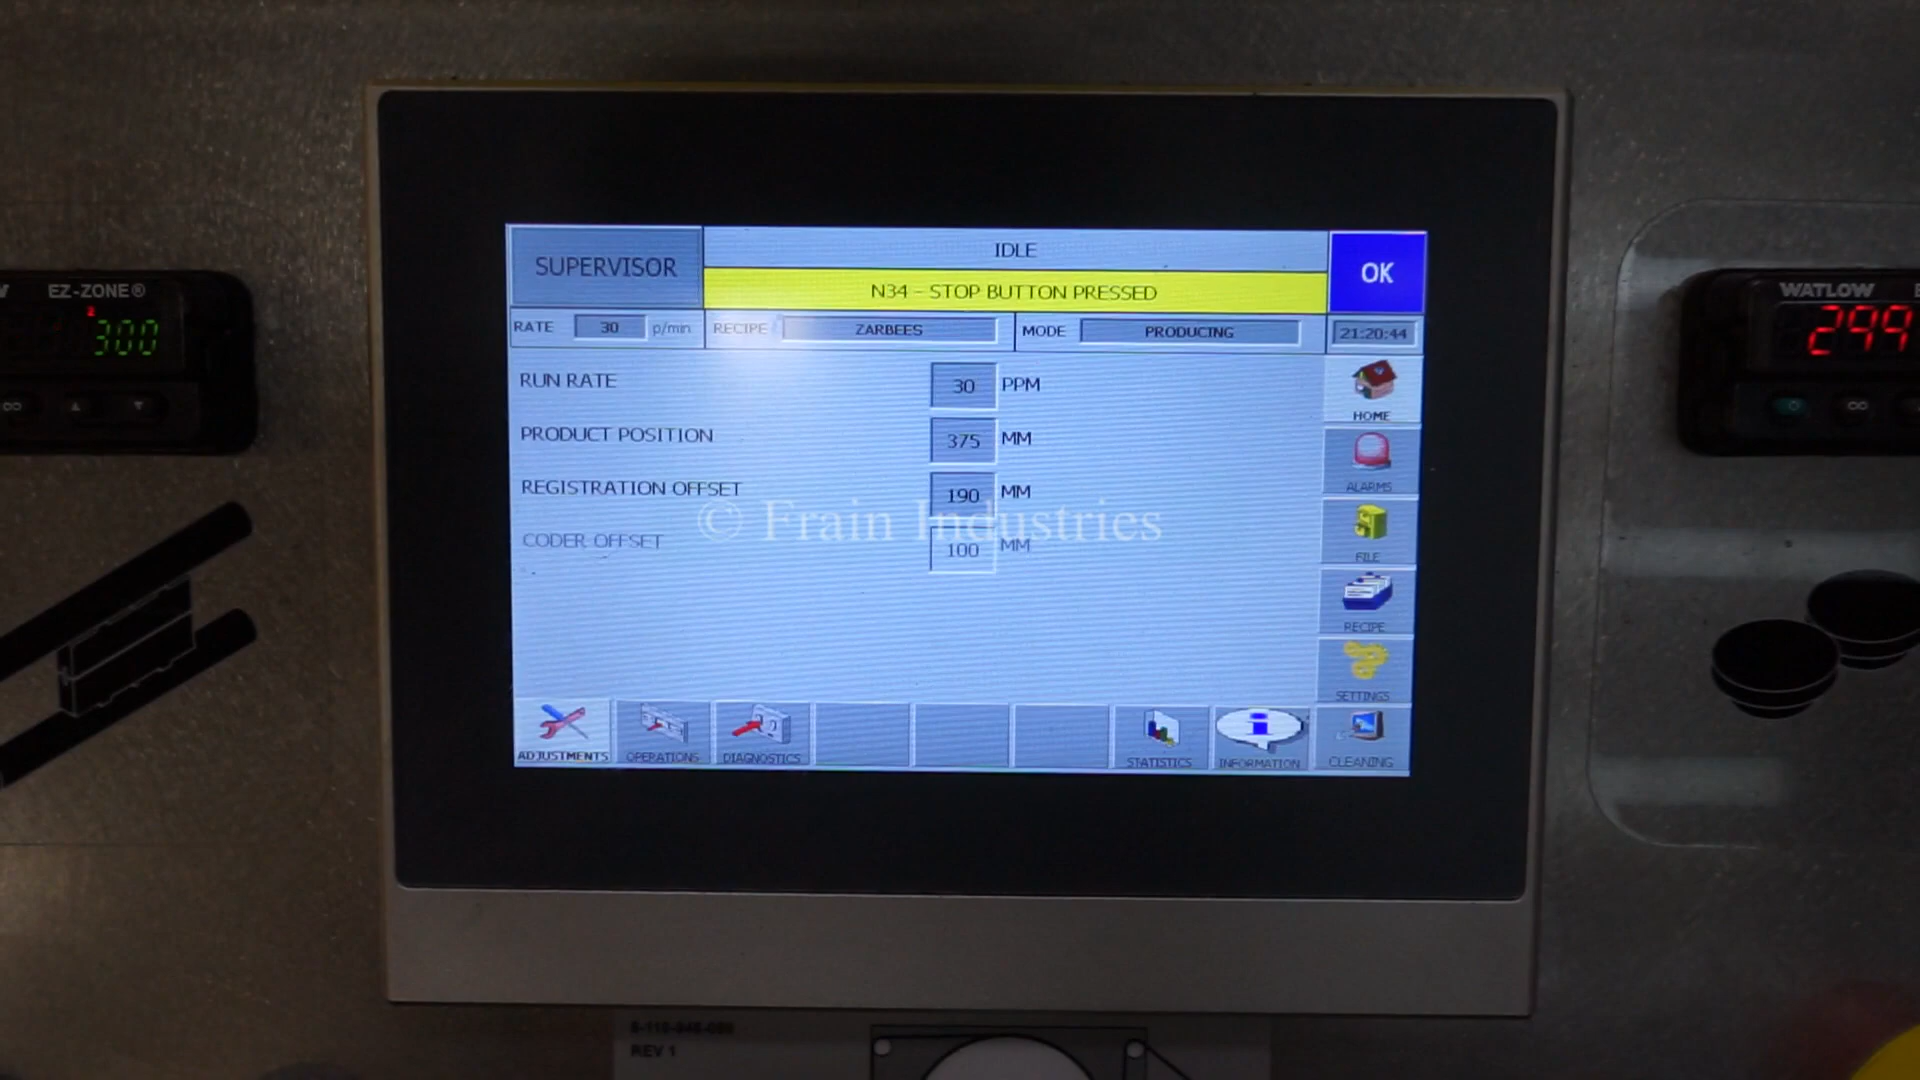 SUPERVISOR
IDLE
N34 - STOP BUTTON PRESSED
OK
RATE 30 p/min RECIPE ZARBEES MODE PRODUCING 21:20:44
RUN RATE 30 PPM
PRODUCT POSITION 375 MM
REGISTRATION OFFSET 190 MM
CODER OFFSET 100 MM
© Frain Industries
HOME
ALARMS
FILE
RECIPE
SETTINGS
ADJUSTMENTS OPERATIONS DIAGNOSTICS STATISTICS INFORMATION CLEANING
EZ-ZONE®
300
WATLOW
299
REV 1